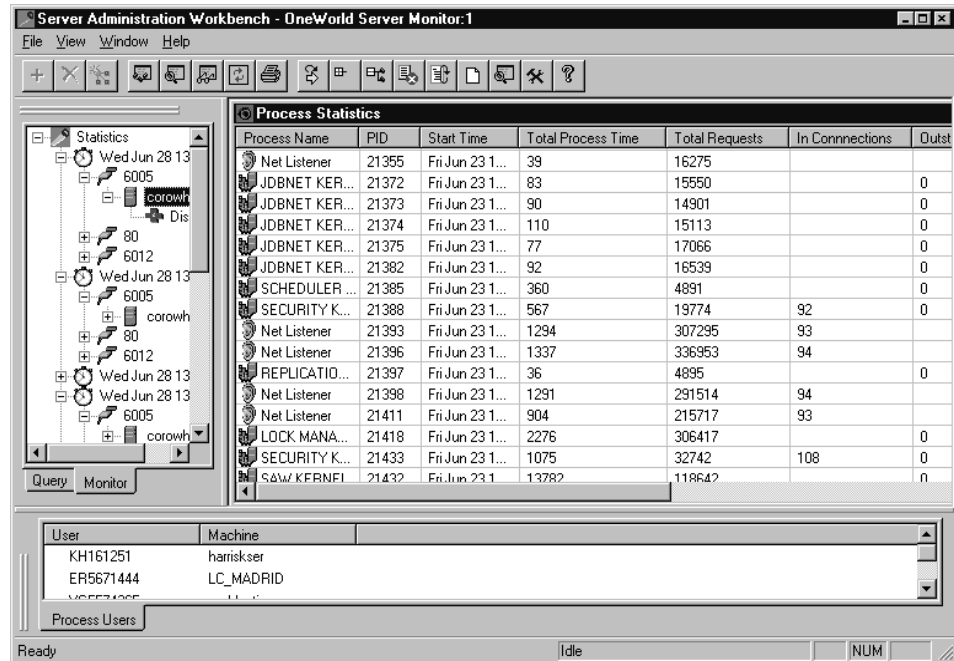 Server Administration Workbench - OneWorld Server Monitor:1
File View Window Help
Statistics
Wed Jun 28 13
6005
corowh
Dis
80
6012
Wed Jun 28 13
6005
corowh
80
6012
Wed Jun 28 13
Wed Jun 28 13
6005
corowh
Query Monitor
Process Statistics
Process Name PID Start Time Total Process Time Total Requests In Connnections Outst
Net Listener 21355 Fri Jun 23 1... 39 16275
JDBNET KER... 21372 Fri Jun 23 1... 83 15550 0
JDBNET KER... 21373 Fri Jun 23 1... 90 14901 0
JDBNET KER... 21374 Fri Jun 23 1... 110 15113 0
JDBNET KER... 21375 Fri Jun 23 1... 77 17066 0
JDBNET KER... 21382 Fri Jun 23 1... 92 16539 0
SCHEDULER ... 21385 Fri Jun 23 1... 360 4891 0
SECURITY K... 21388 Fri Jun 23 1... 567 19774 92 0
Net Listener 21393 Fri Jun 23 1... 1294 307295 93
Net Listener 21396 Fri Jun 23 1... 1337 336953 94
REPLICATIO... 21397 Fri Jun 23 1... 36 4895 0
Net Listener 21398 Fri Jun 23 1... 1291 291514 94
Net Listener 21411 Fri Jun 23 1... 904 215717 93
LOCK MANA... 21418 Fri Jun 23 1... 2276 306417 0
SECURITY K... 21433 Fri Jun 23 1... 1075 32742 108 0
SAW KERNEL 21432 Fri Jun 23 1 13782 118642 0
User Machine
KH161251 harriskser
ER5671444 LC_MADRID
Process Users
Ready Idle NUM